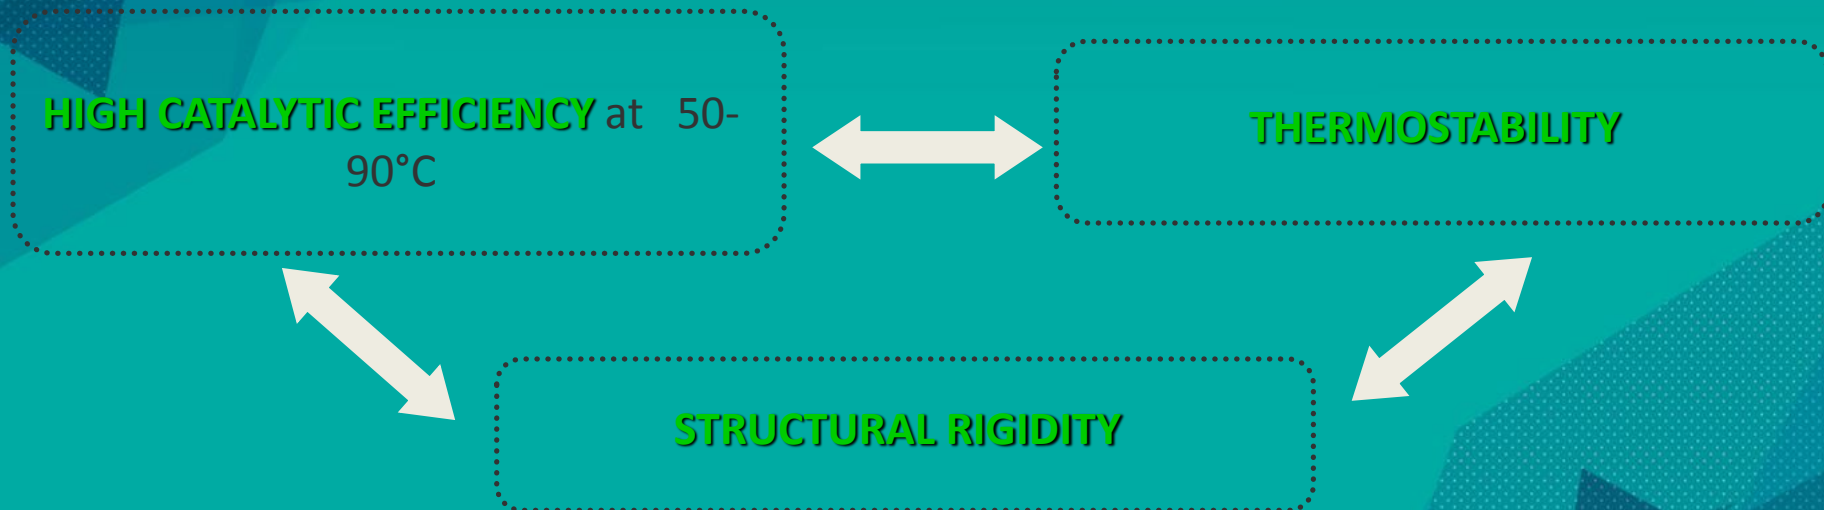 HIGH CATALYTIC EFFICIENCY at 50-
90°C
THERMOSTABILITY
STRUCTURAL RIGIDITY